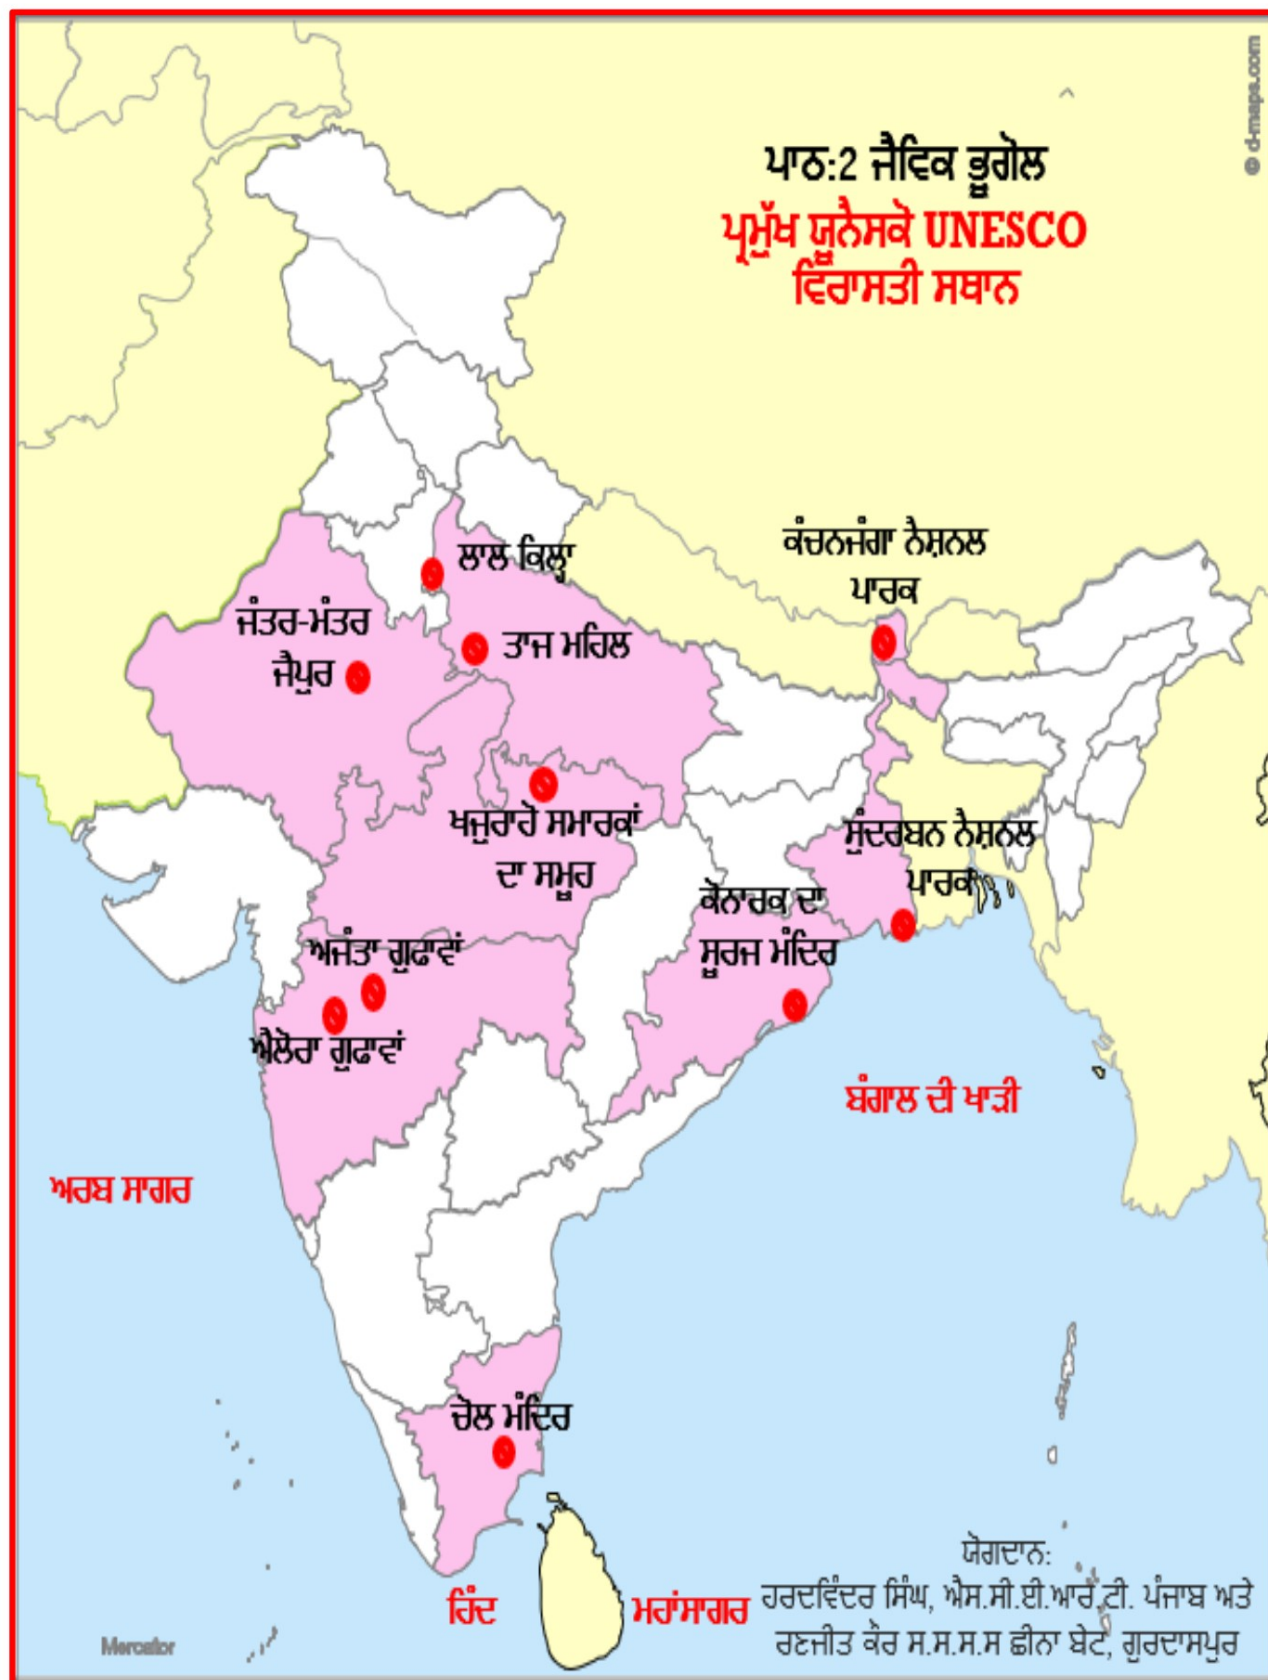 © d-maps.com
ਪਾਠ:2 ਜੈਵਿਕ ਭੂਗੋਲ
ਪ੍ਰਮੁੱਖ ਯੂਨੈਸਕੋ UNESCO
ਵਿਰਾਸਤੀ ਸਥਾਨ
ਲਾਲ ਕਿਲ੍ਹਾ
ਕੰਚਨਜੰਗਾ ਨੈਸ਼ਨਲ
ਪਾਰਕ
ਜੰਤਰ-ਮੰਤਰ
ਜੈਪੁਰ
ਤਾਜ ਮਹਿਲ
ਖਜੁਰਾਹੋ ਸਮਾਰਕਾਂ
ਦਾ ਸਮੂਹ
ਸੁੰਦਰਬਨ ਨੈਸ਼ਨਲ
ਪਾਰਕ
ਕੋਨਾਰਕ ਦਾ
ਸੂਰਜ ਮੰਦਿਰ
ਅਜੰਤਾ ਗੁਫਾਵਾਂ
ਐਲੋਰਾ ਗੁਫਾਵਾਂ
ਬੰਗਾਲ ਦੀ ਖਾੜੀ
ਅਰਬ ਸਾਗਰ
ਚੋਲ ਮੰਦਿਰ
ਹਿੰਦ ਮਹਾਂਸਾਗਰ
ਯੋਗਦਾਨ:
ਹਰਦਵਿੰਦਰ ਸਿੰਘ, ਐਸ.ਸੀ.ਈ.ਆਰ.ਟੀ. ਪੰਜਾਬ ਅਤੇ
ਰਣਜੀਤ ਕੌਰ ਸ.ਸ.ਸ.ਸ ਛੀਨਾ ਬੇਟ, ਗੁਰਦਾਸਪੁਰ
Mercator